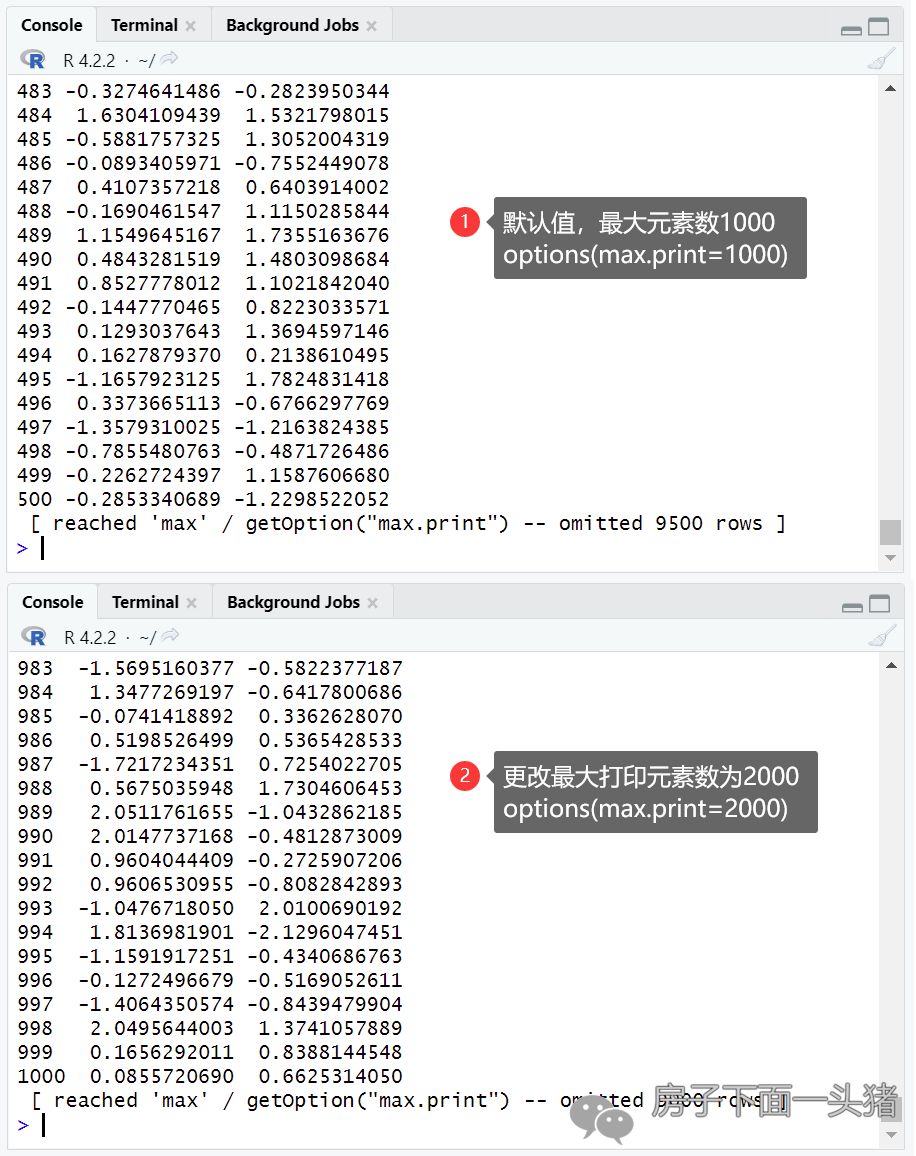 Console Terminal Background Jobs
R 4.2.2 · ~/
483 -0.3274641486 -0.2823950344
484 1.6304109439 1.5321798015
485 -0.5881757325 1.3052004319
486 -0.0893405971 -0.7552449078
487 0.4107357218 0.6403914002
488 -0.1690461547 1.1150285844
489 1.1549645167 1.7355163676
490 0.4843281519 1.4803098684
491 0.8527778012 1.1021842040
492 -0.1447770465 0.8223033571
493 0.1293037643 1.3694597146
494 0.1627879370 0.2138610495
495 -1.1657923125 1.7824831418
496 0.3373665113 -0.6766297769
497 -1.3579310025 -1.2163824385
498 -0.7855480763 -0.4871726486
499 -0.2262724397 1.1587606680
500 -0.2853340689 -1.2298522052
[ reached 'max' / getOption("max.print") -- omitted 9500 rows ]
>
1 默认值，最大元素数1000
options(max.print=1000)
Console Terminal Background Jobs
R 4.2.2 · ~/
983 -1.5695160377 -0.5822377187
984 1.3477269197 -0.6417800686
985 -0.0741418892 0.3362628070
986 0.5198526499 0.5365428533
987 -1.7217234351 0.7254022705
988 0.5675035948 1.7304606453
989 2.0511761655 -1.0432862185
990 2.0147737168 -0.4812873009
991 0.9604044409 -0.2725907206
992 0.9606530955 -0.8082842893
993 -1.0476718050 2.0100690192
994 1.8136981901 -2.1296047451
995 -1.1591917251 -0.4340686763
996 -0.1272496679 -0.5169052611
997 -1.4064350574 -0.8439479904
998 2.0495644003 1.3741057889
999 0.1656292011 0.8388144548
1000 0.0855720690 0.6625314050
[ reached 'max' / getOption("max.print") -- omitted 9000 rows ]
>
2 更改最大打印元素数为2000
options(max.print=2000)
房子下面一头猪